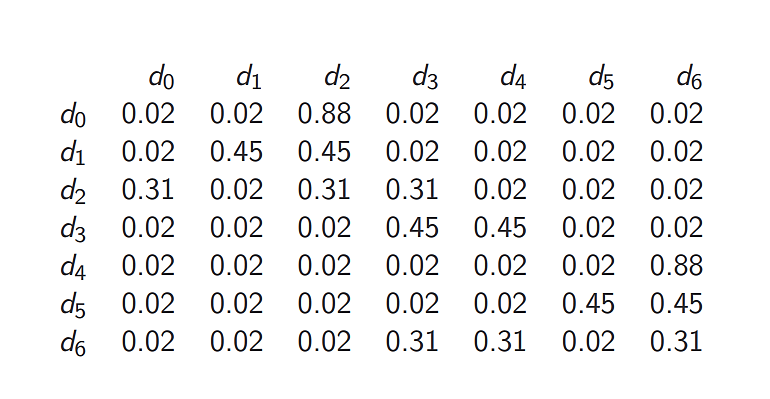 d₀ d₁ d₂ d₃ d₄ d₅ d₆
d₀ 0.02 0.02 0.88 0.02 0.02 0.02 0.02
d₁ 0.02 0.45 0.45 0.02 0.02 0.02 0.02
d₂ 0.31 0.02 0.31 0.31 0.02 0.02 0.02
d₃ 0.02 0.02 0.02 0.45 0.45 0.02 0.02
d₄ 0.02 0.02 0.02 0.02 0.02 0.02 0.88
d₅ 0.02 0.02 0.02 0.02 0.02 0.45 0.45
d₆ 0.02 0.02 0.02 0.31 0.31 0.02 0.31